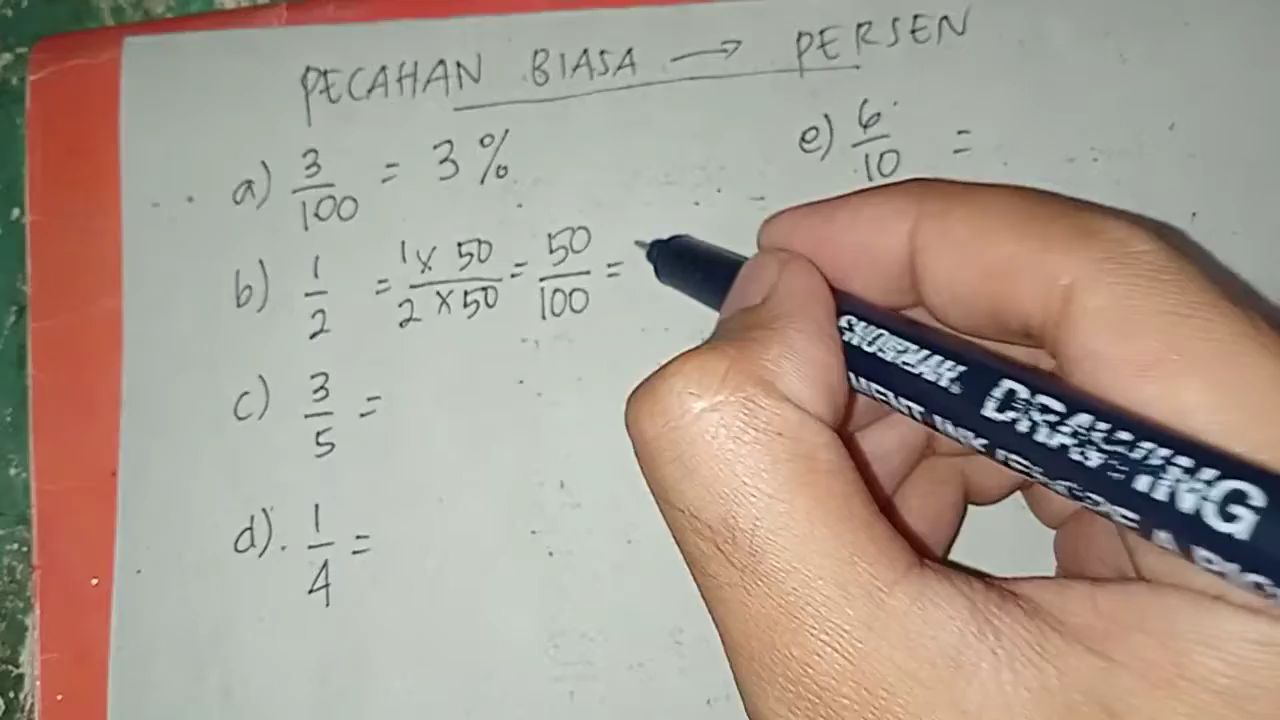 PECAHAN BIASA → PERSEN
a) 3/100 = 3%
b) 1/2 = 1 x 50 / 2 x 50 = 50/100 =
c) 3/5 =
d). 1/4 =
e) 6/10 =
DRAWING